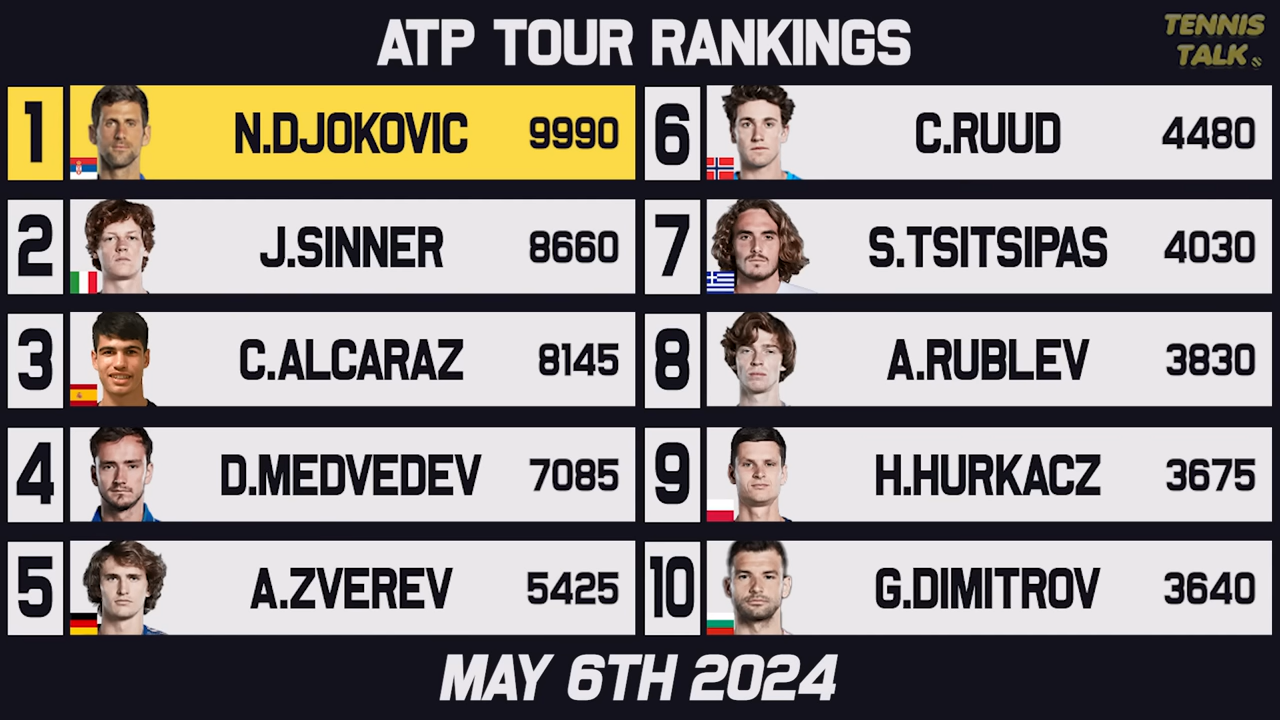 ATP TOUR RANKINGS
TENNIS
TALK.
1 N.DJOKOVIC 9990
2 J.SINNER 8660
3 C.ALCARAZ 8145
4 D.MEDVEDEV 7085
5 A.ZVEREV 5425
6 C.RUUD 4480
7 S.TSITSIPAS 4030
8 A.RUBLEV 3830
9 H.HURKACZ 3675
10 G.DIMITROV 3640
MAY 6TH 2024